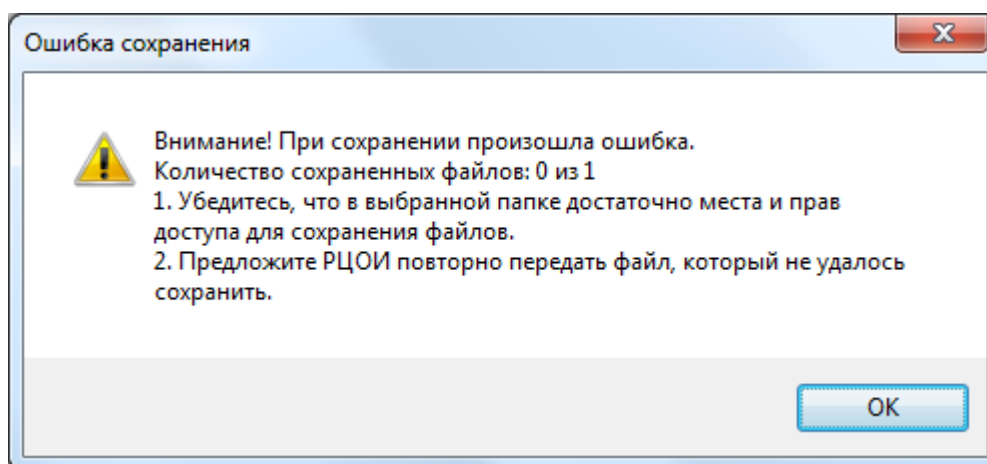 Ошибка сохранения
Внимание! При сохранении произошла ошибка.
Количество сохраненных файлов: 0 из 1
1. Убедитесь, что в выбранной папке достаточно места и прав
доступа для сохранения файлов.
2. Предложите РЦОИ повторно передать файл, который не удалось
сохранить.
ОК